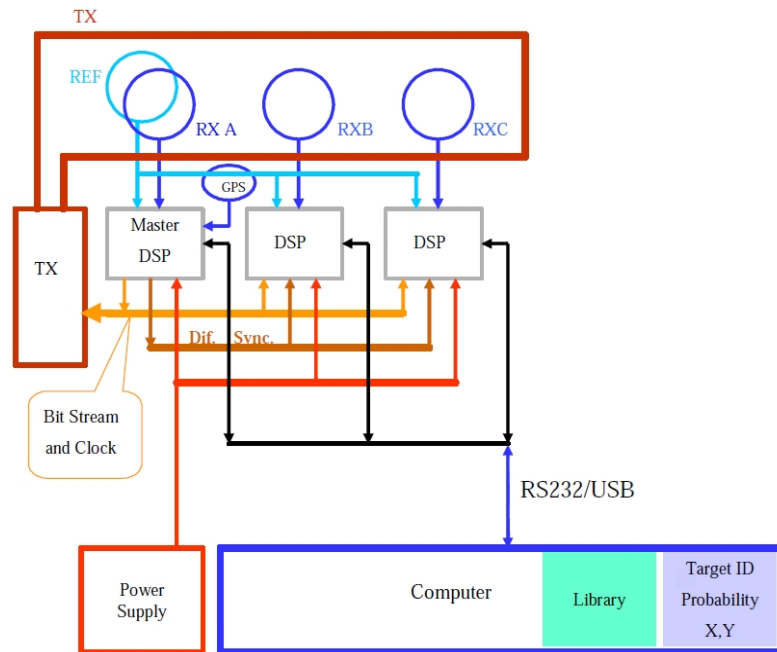 TX
REF
RX A
RXB
RXC
GPS
Master
DSP
DSP
DSP
TX
Dif. Sync.
Bit Stream
and Clock
RS232/USB
Power
Supply
Computer
Library
Target ID
Probability
X,Y